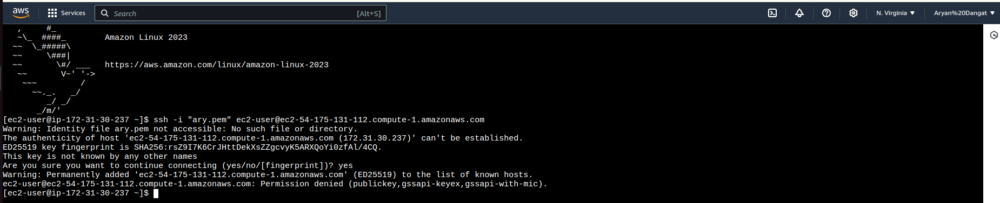 aws Services Search [Alt+S] N. Virginia Aryan%20Dangat
   ,     #_
   ~\_  ####_        Amazon Linux 2023
  ~~  \_#####\
  ~~     \###|
  ~~       \#/ ___   https://aws.amazon.com/linux/amazon-linux-2023
   ~~       V~' '->
    ~~~         /
      ~~._.   _/
         _/ _/
       _/m/'
[ec2-user@ip-172-31-30-237 ~]$ ssh -i "ary.pem" ec2-user@ec2-54-175-131-112.compute-1.amazonaws.com
Warning: Identity file ary.pem not accessible: No such file or directory.
The authenticity of host 'ec2-54-175-131-112.compute-1.amazonaws.com (172.31.30.237)' can't be established.
ED25519 key fingerprint is SHA256:rsZ9I7K6CrJHttDekXsZZgcvyK5ARXQoYi0zfAl/4CQ.
This key is not known by any other names
Are you sure you want to continue connecting (yes/no/[fingerprint])? yes
Warning: Permanently added 'ec2-54-175-131-112.compute-1.amazonaws.com' (ED25519) to the list of known hosts.
ec2-user@ec2-54-175-131-112.compute-1.amazonaws.com: Permission denied (publickey,gssapi-keyex,gssapi-with-mic).
[ec2-user@ip-172-31-30-237 ~]$